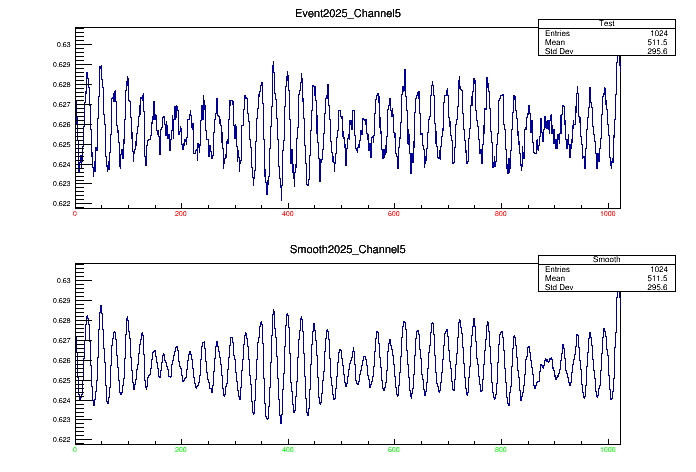 Event2025_Channel5
Test
Entries 1024
Mean 511.5
Std Dev 295.6
0.63
0.629
0.628
0.627
0.626
0.625
0.624
0.623
0.622
0 200 400 600 800 1000
Smooth2025_Channel5
Smooth
Entries 1024
Mean 511.5
Std Dev 295.6
0.63
0.629
0.628
0.627
0.626
0.625
0.624
0.623
0.622
0 200 400 600 800 1000